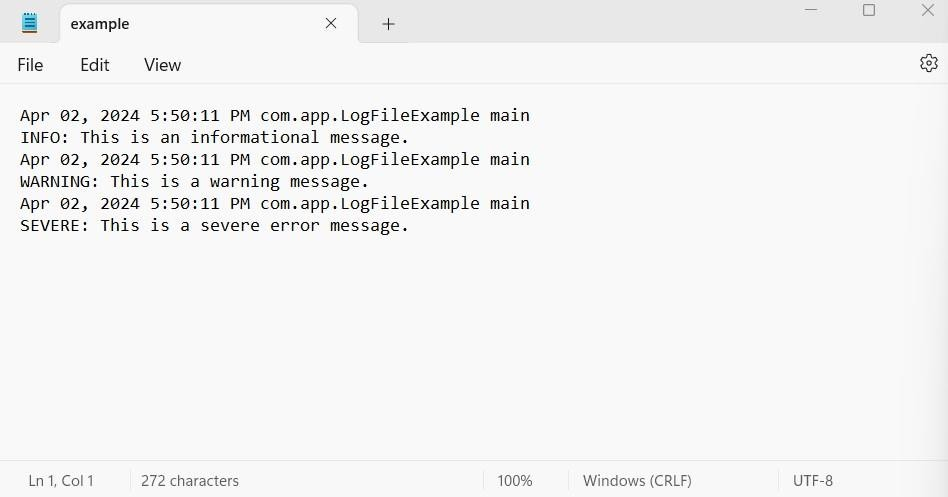 example
File Edit View
Apr 02, 2024 5:50:11 PM com.app.LogFileExample main
INFO: This is an informational message.
Apr 02, 2024 5:50:11 PM com.app.LogFileExample main
WARNING: This is a warning message.
Apr 02, 2024 5:50:11 PM com.app.LogFileExample main
SEVERE: This is a severe error message.
Ln 1, Col 1 272 characters 100% Windows (CRLF) UTF-8